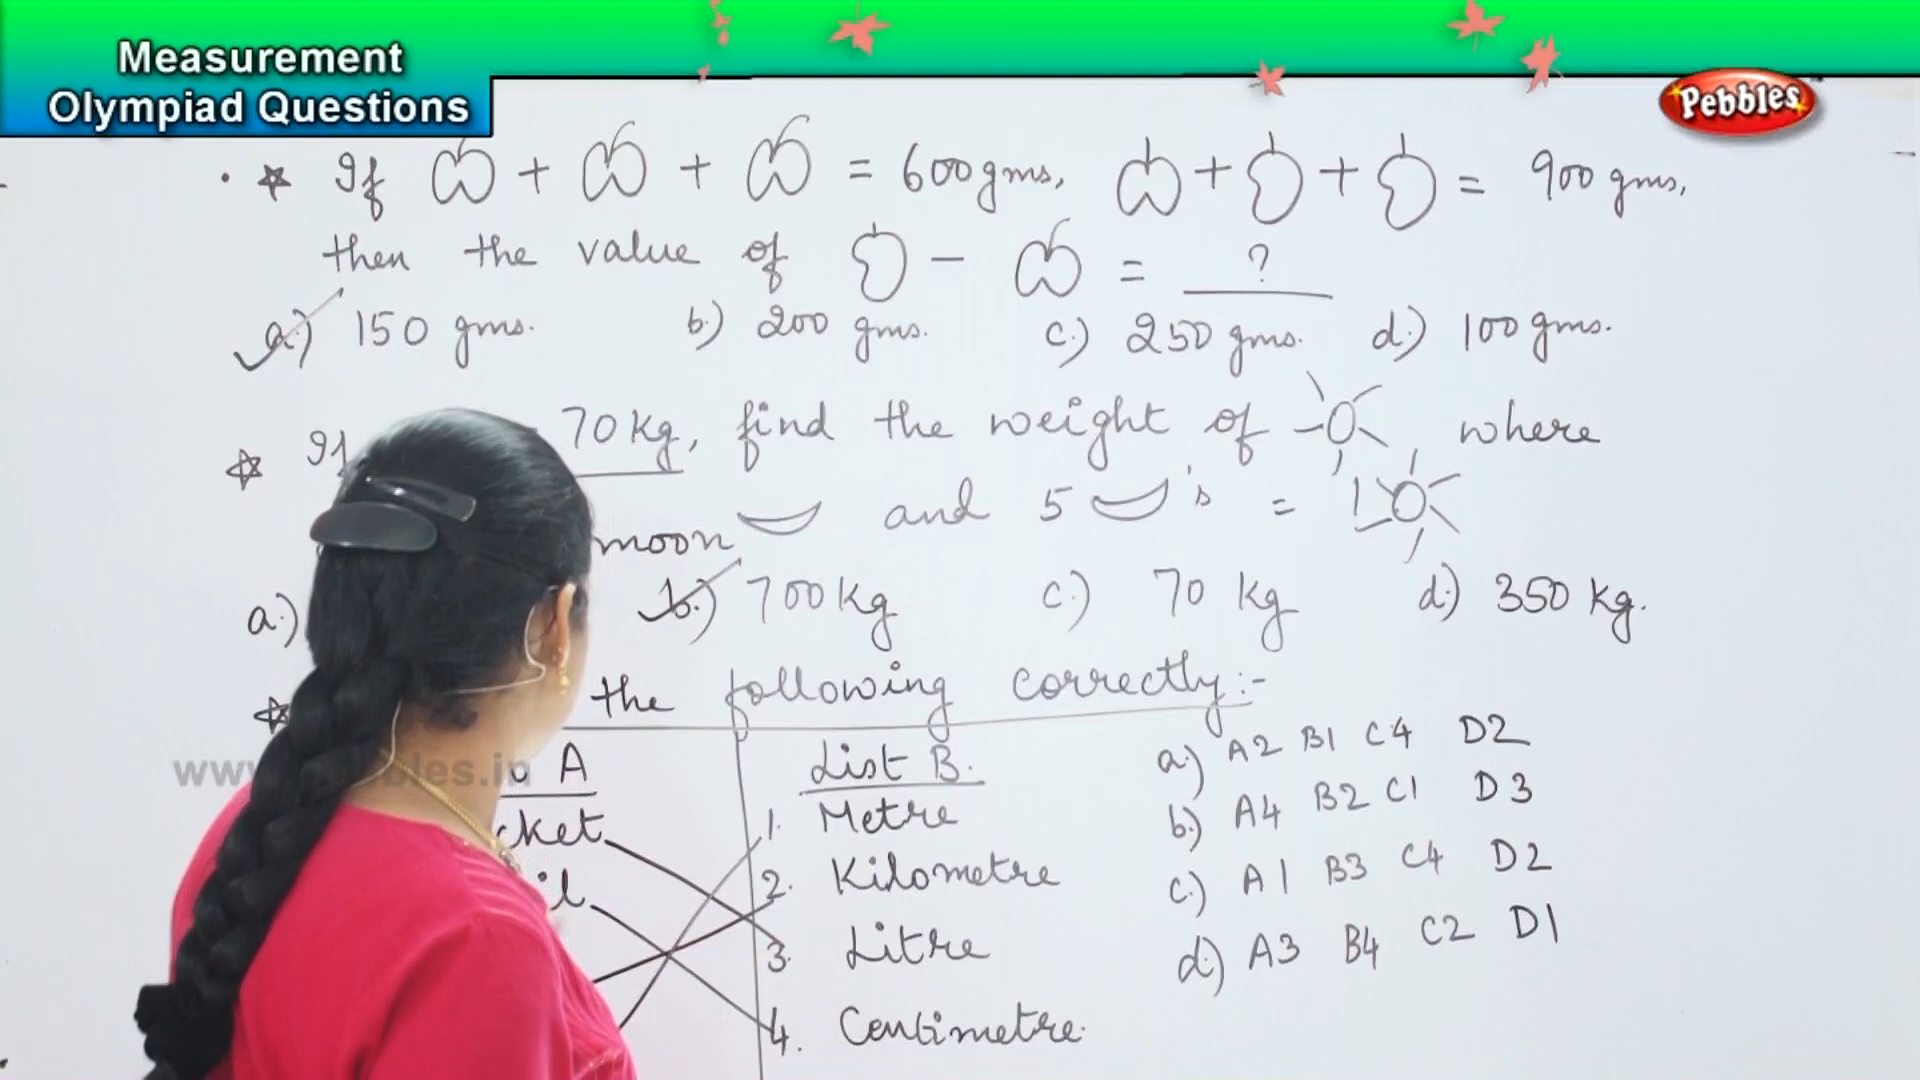 Measurement
Olympiad Questions
Pebbles
If + + = 600 gms, + + = 900 gms,
then the value of - = ?
a.) 150 gms. b.) 200 gms. c.) 250 gms. d.) 100 gms.
If 70 kg, find the weight of where
moon and 5 's =
a.) b.) 700 kg c.) 70 kg d.) 350 kg.
the following correctly:-
A List B.
1. Metre
2. Kilometre
3. Litre
4. Centimetre
a.) A2 B1 C4 D2
b.) A4 B2 C1 D3
c.) A1 B3 C4 D2
d.) A3 B4 C2 D1